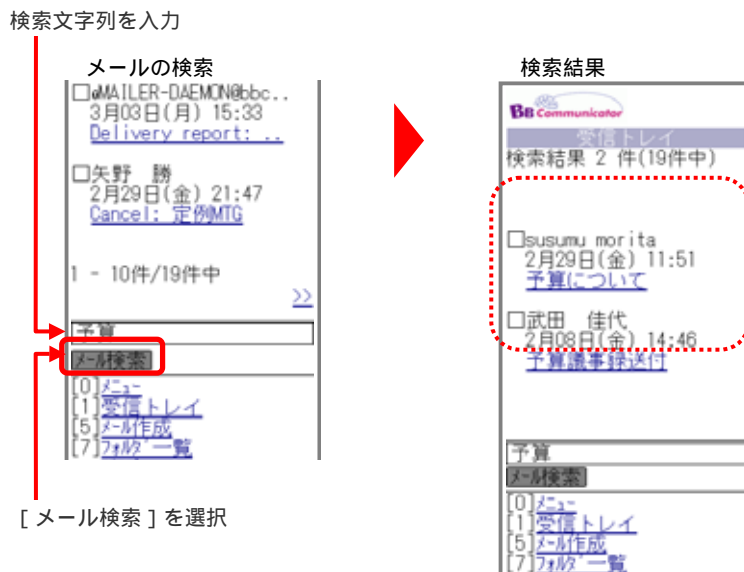 検索文字列を入力
メールの検索
□MAILER-DAEMON@bbc..
3月03日(月) 15:33
Delivery report: ..
□矢野 勝
2月29日(金) 21:47
Cancel: 定例MTG
1 - 10件/19件中
>>
予算
メール検索
[0]メニュー
[1]受信トレイ
[5]メール作成
[7]フォルダ一覧
[メール検索]を選択
検索結果
BB Communicator
受信トレイ
検索結果 2 件(19件中)
□susumu morita
2月29日(金) 11:51
予算について
□武田 佳代
2月08日(金) 14:46
予算議事録送付
予算
メール検索
[0]メニュー
[1]受信トレイ
[5]メール作成
[7]フォルダ一覧